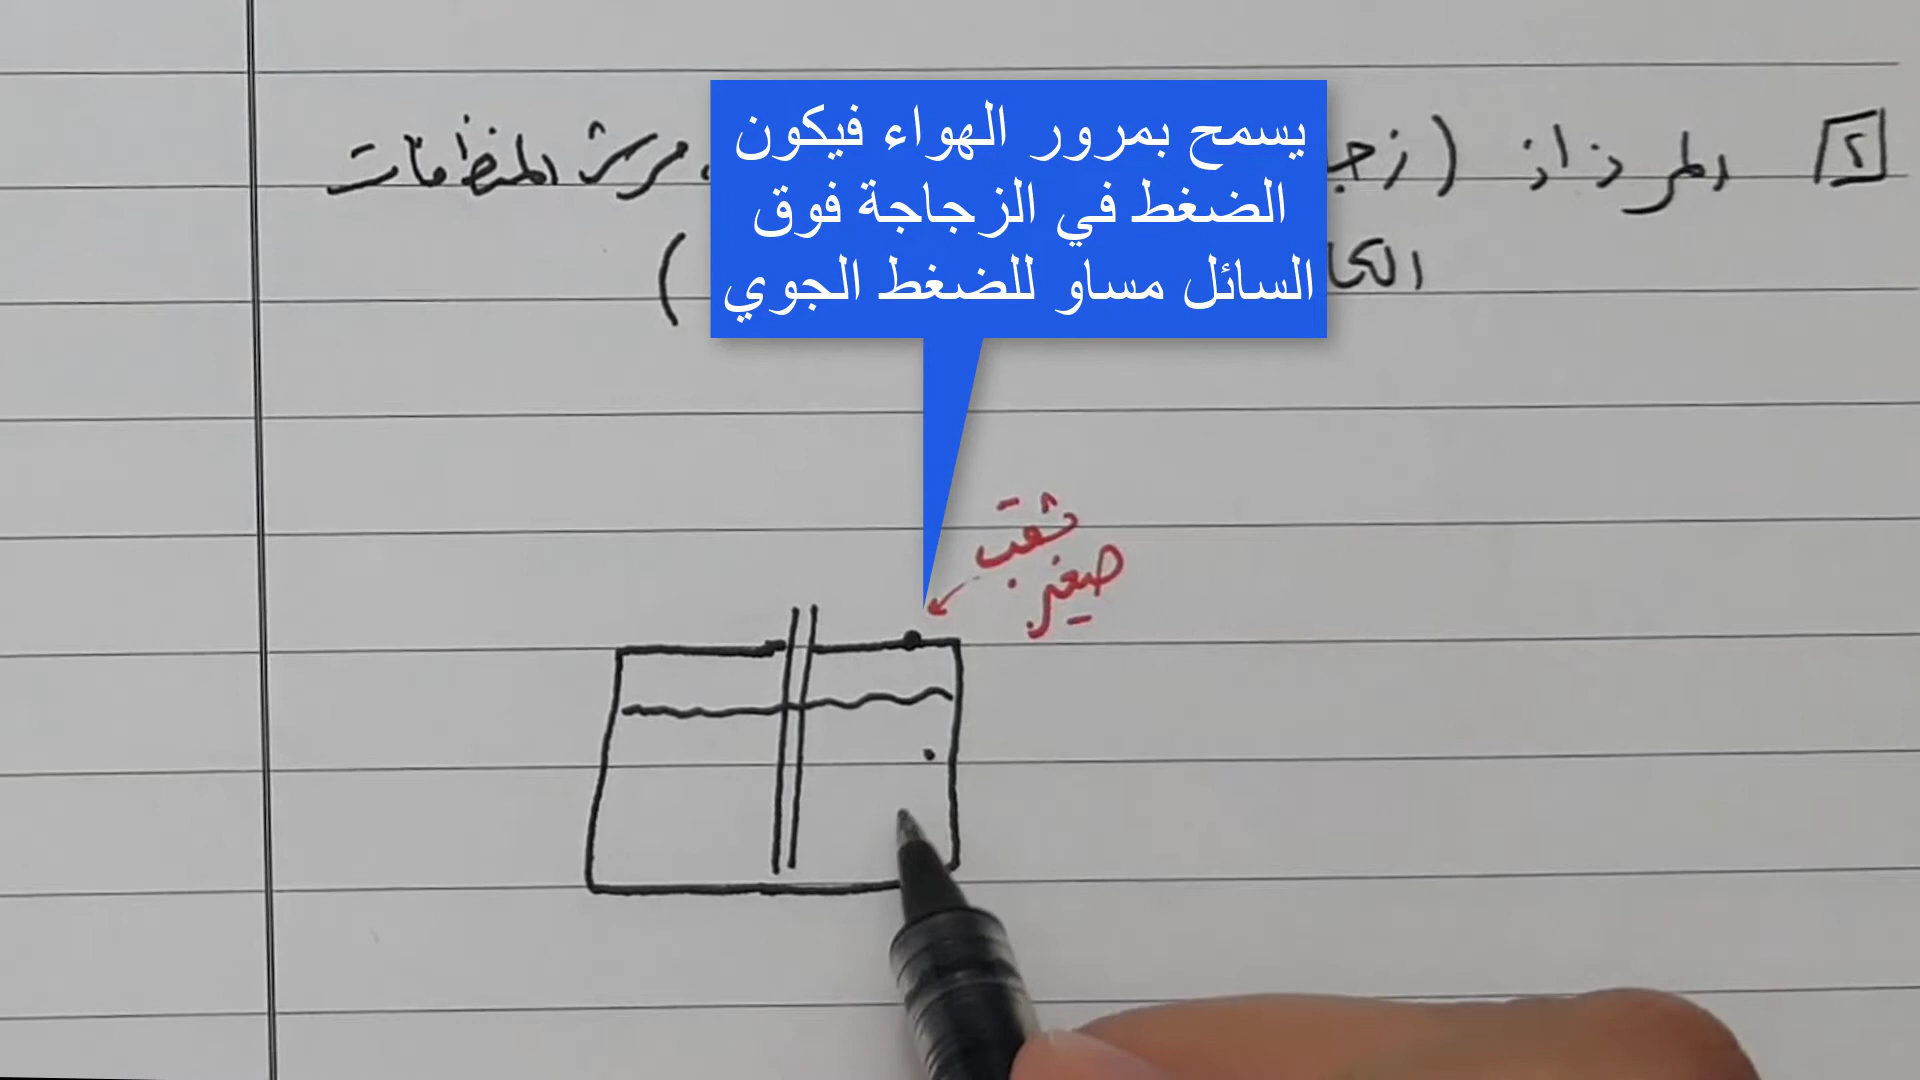 ٢ المرذاذ (زجـ ، مرش المنظفات
الكا )
يسمح بمرور الهواء فيكون
الضغط في الزجاجة فوق
السائل مساو للضغط الجوي
ثقب
صغير